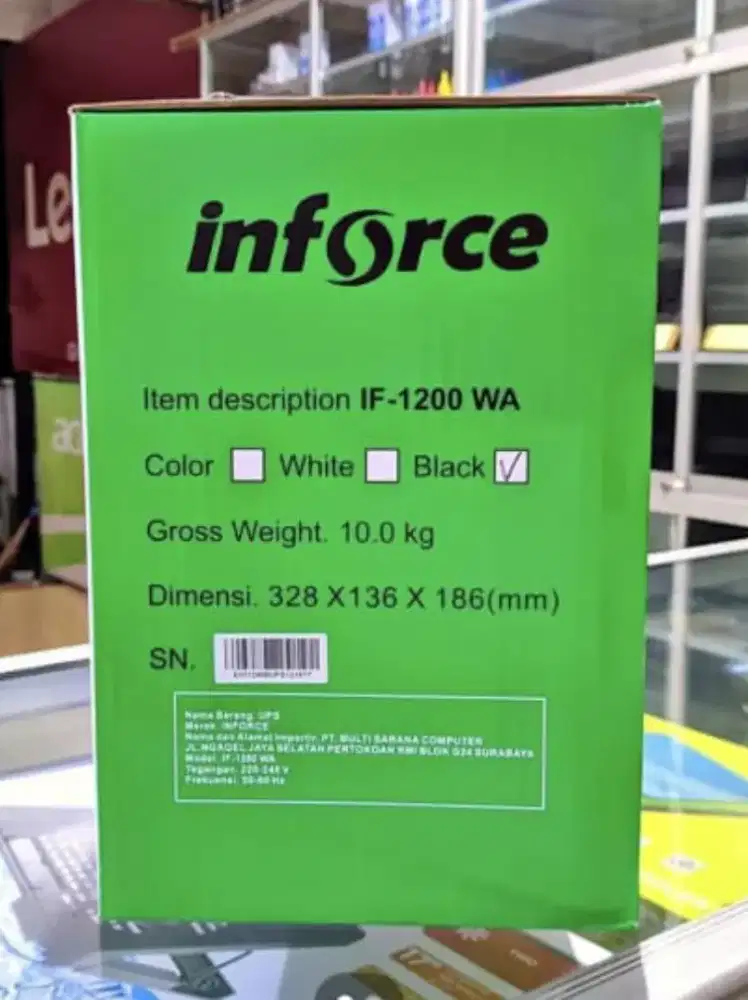 inforce
Item description IF-1200 WA
Color White Black
Gross Weight. 10.0 kg
Dimensi. 328 X136 X 186(mm)
SN.
Nama Barang. UPS
Merek. INFORCE
Nama dan Alamat Importir. PT. MULTI SARANA COMPUTER
JL.NGAGEL JAYA SELATAN PERTOKOAN RMI BLOK G24 SURABAYA
Model. IF-1200 WA
Tegangan. 220-240 V
Frekuensi. 50-60 Hz
Le
ac